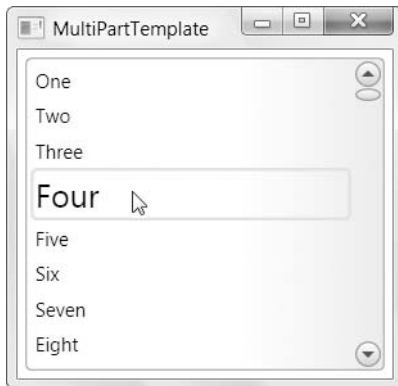 MultiPartTemplate
One
Two
Three
Four
Five
Six
Seven
Eight